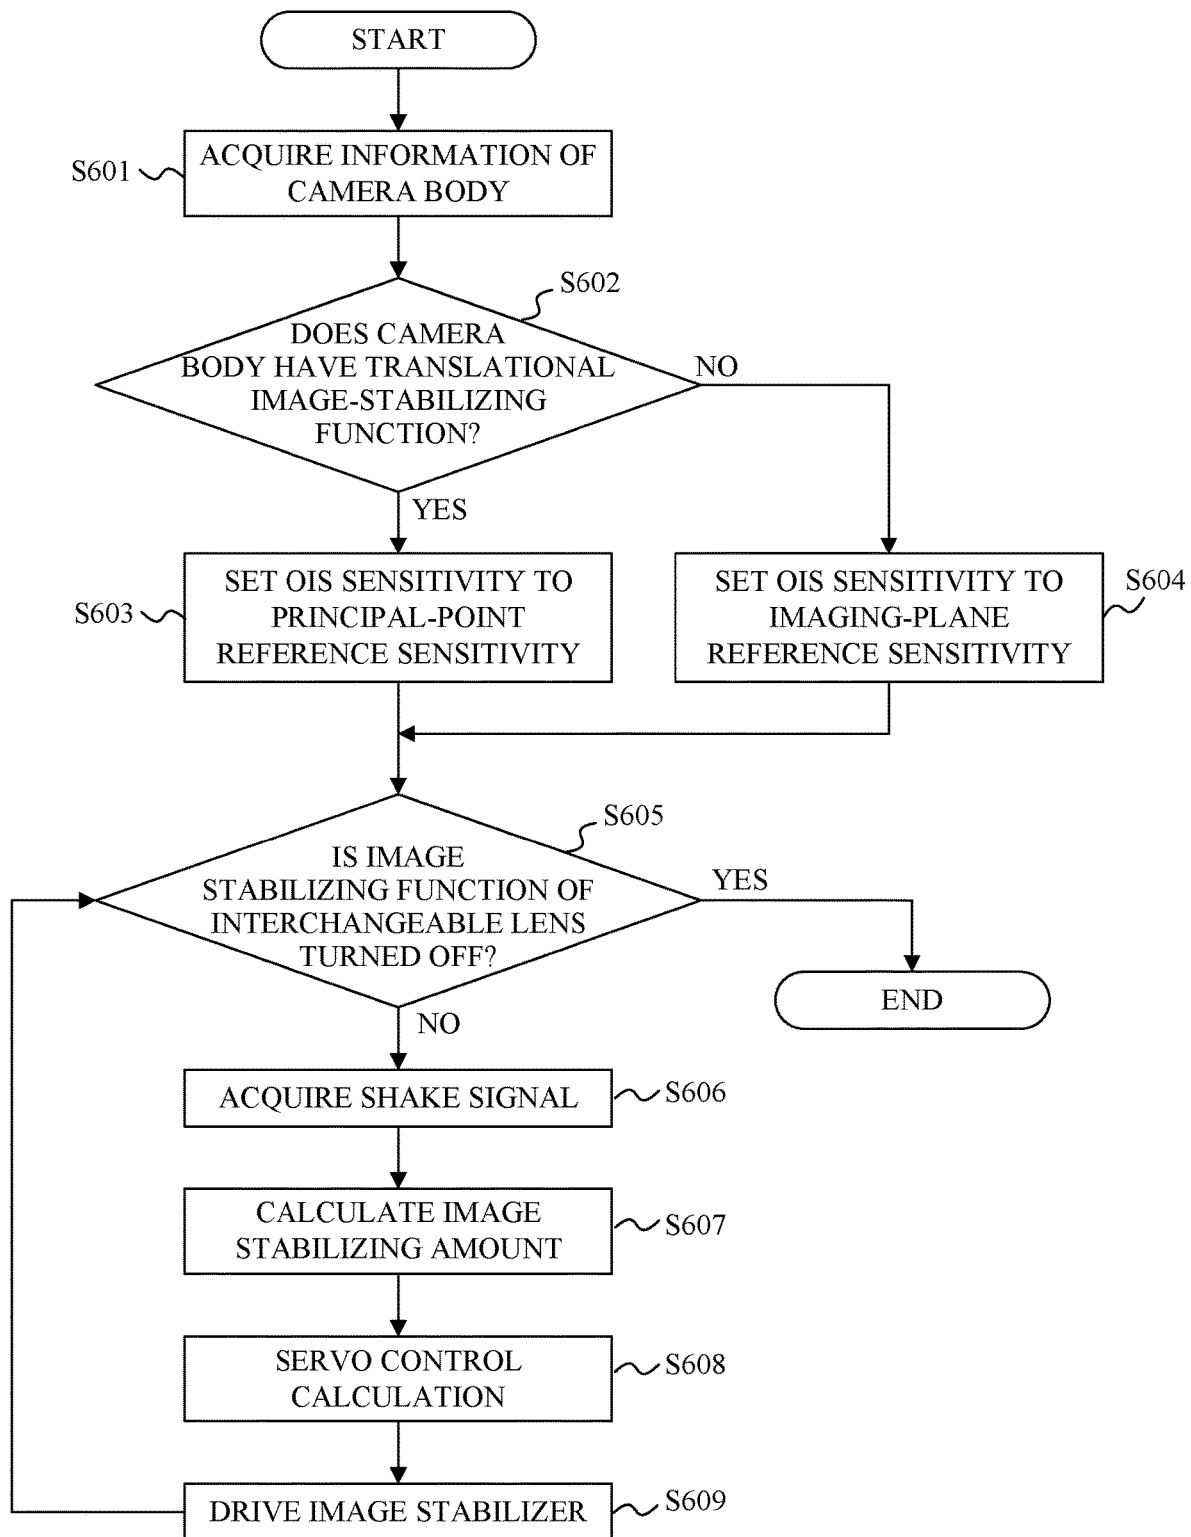 START
S601
ACQUIRE INFORMATION OF
CAMERA BODY
S602
DOES CAMERA
BODY HAVE TRANSLATIONAL
IMAGE-STABILIZING
FUNCTION?
NO
YES
S603
SET OIS SENSITIVITY TO
PRINCIPAL-POINT
REFERENCE SENSITIVITY
SET OIS SENSITIVITY TO
IMAGING-PLANE
REFERENCE SENSITIVITY
S604
S605
IS IMAGE
STABILIZING FUNCTION OF
INTERCHANGEABLE LENS
TURNED OFF?
YES
END
NO
ACQUIRE SHAKE SIGNAL
S606
CALCULATE IMAGE
STABILIZING AMOUNT
S607
SERVO CONTROL
CALCULATION
S608
DRIVE IMAGE STABILIZER
S609